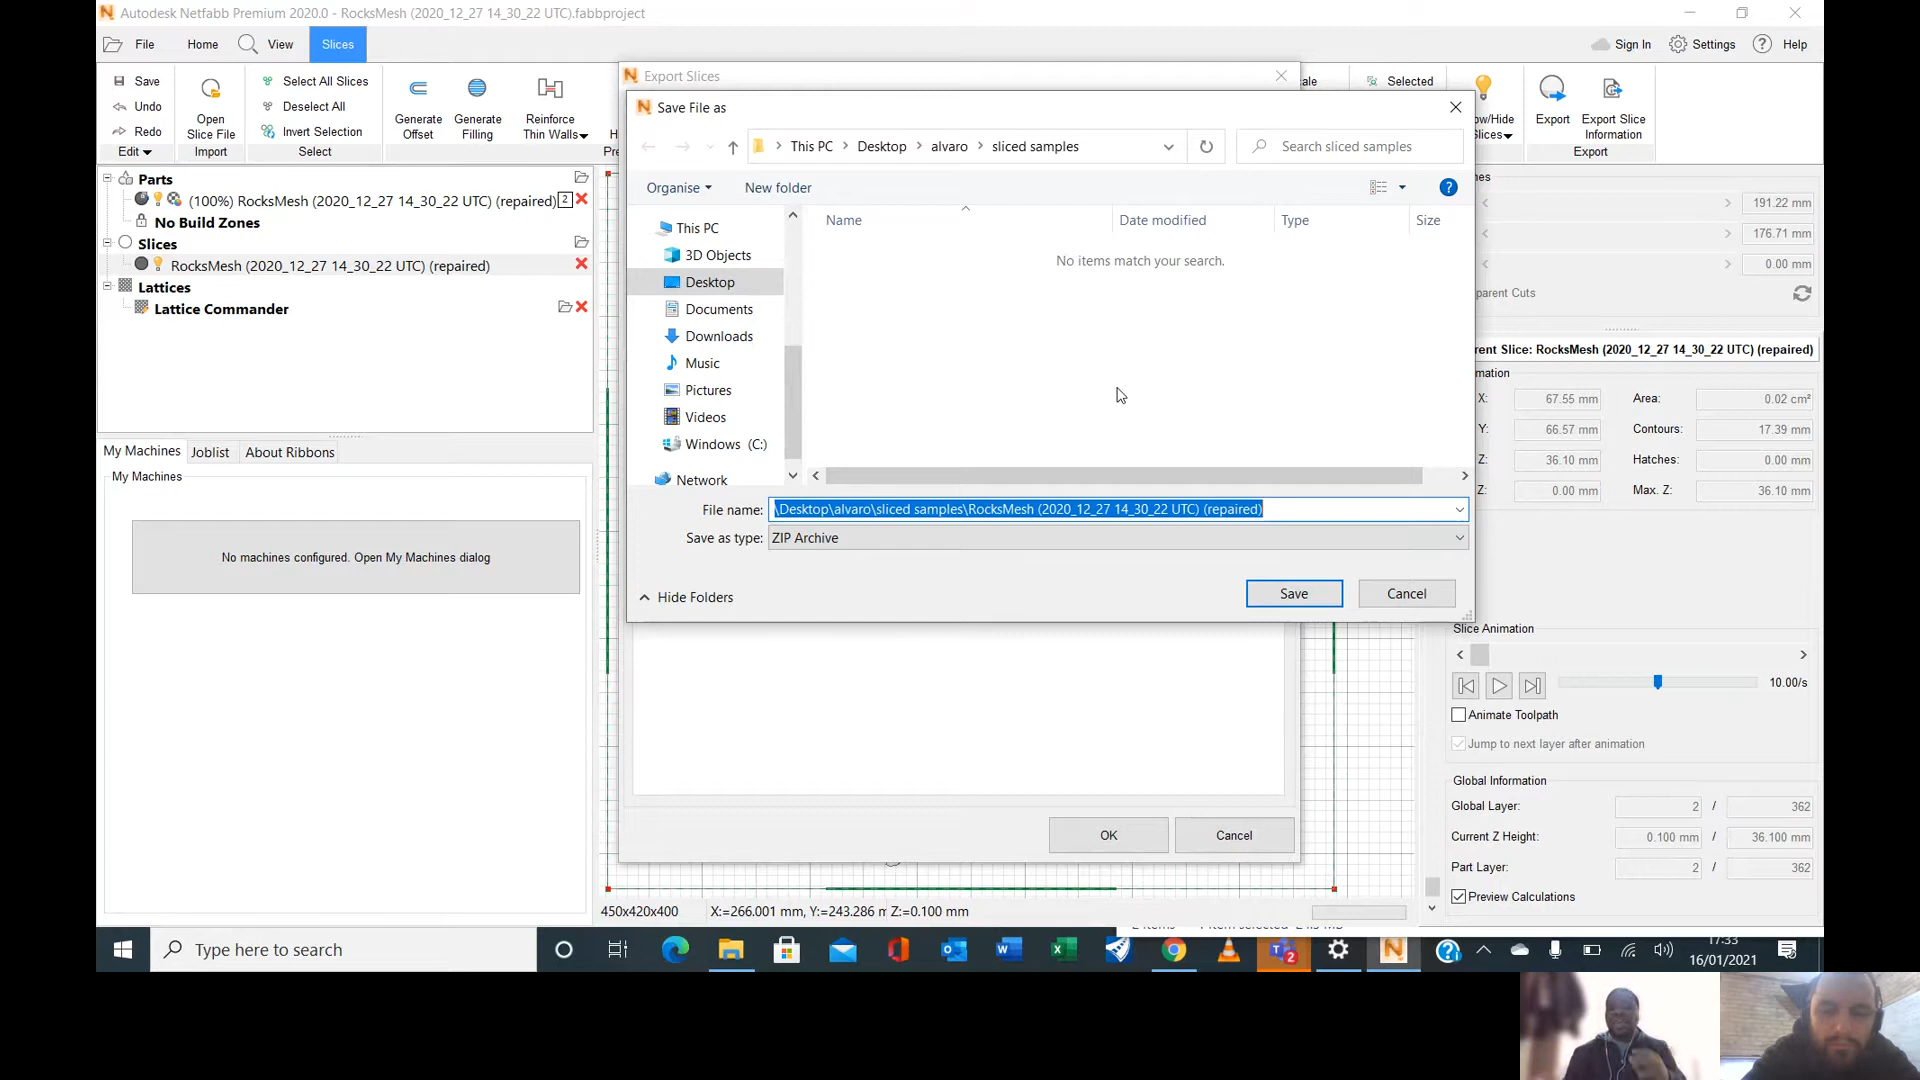 Autodesk Netfabb Premium 2020.0 - RocksMesh (2020_12_27 14_30_22 UTC).fabbproject
File Home View Slices
Sign In Settings Help
Save
Undo
Redo
Edit
Open
Slice File
Import
Select All Slices
Deselect All
Invert Selection
Select
Generate
Offset
Generate
Filling
Reinforce
Thin Walls
Selected
Export
Export Slice
Information
Export
Parts
(100%) RocksMesh (2020_12_27 14_30_22 UTC) (repaired) 2
No Build Zones
Slices
RocksMesh (2020_12_27 14_30_22 UTC) (repaired)
Lattices
Lattice Commander
My Machines Joblist About Ribbons
My Machines
No machines configured. Open My Machines dialog
Export Slices
Save File as
This PC Desktop alvaro sliced samples
Search sliced samples
Organise New folder
This PC
3D Objects
Desktop
Documents
Downloads
Music
Pictures
Videos
Windows (C:)
Network
Name Date modified Type Size
No items match your search.
File name: \Desktop\alvaro\sliced samples\RocksMesh (2020_12_27 14_30_22 UTC) (repaired)
Save as type: ZIP Archive
Hide Folders
Save Cancel
OK Cancel
191.22 mm
176.71 mm
0.00 mm
parent Cuts
rent Slice: RocksMesh (2020_12_27 14_30_22 UTC) (repaired)
mation
X: 67.55 mm Area: 0.02 cm²
Y: 66.57 mm Contours: 17.39 mm
Z: 36.10 mm Hatches: 0.00 mm
Z: 0.00 mm Max. Z: 36.10 mm
Slice Animation
10.00/s
Animate Toolpath
Jump to next layer after animation
Global Information
Global Layer: 2 / 362
Current Z Height: 0.100 mm / 36.100 mm
Part Layer: 2 / 362
Preview Calculations
450x420x400 X:=266.001 mm, Y:=243.286 m Z:=0.100 mm
Type here to search
2
17:33
16/01/2021